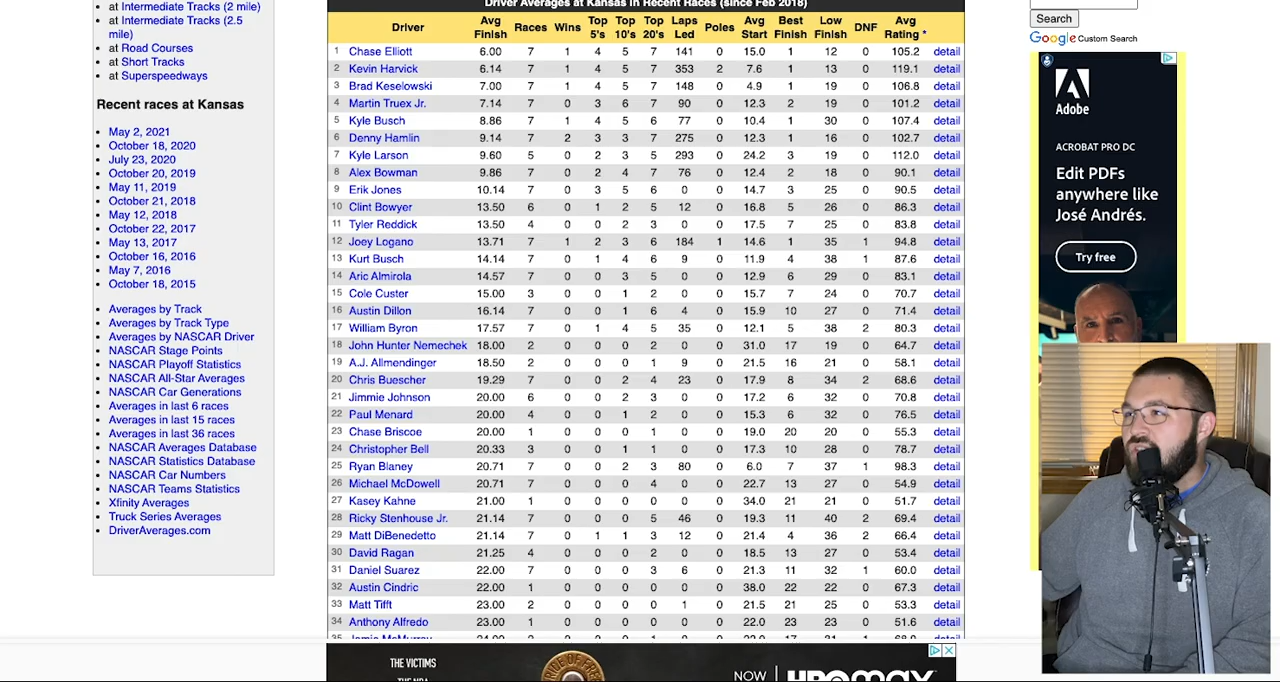 at Intermediate Tracks (2 mile)
at Intermediate Tracks (2.5
mile)
at Road Courses
at Short Tracks
at Superspeedways
Recent races at Kansas
May 2, 2021
October 18, 2020
July 23, 2020
October 20, 2019
May 11, 2019
October 21, 2018
May 12, 2018
October 22, 2017
May 13, 2017
October 16, 2016
May 7, 2016
October 18, 2015
Averages by Track
Averages by Track Type
Averages by NASCAR Driver
NASCAR Stage Points
NASCAR Playoff Statistics
NASCAR All-Star Averages
NASCAR Car Generations
Averages in last 6 races
Averages in last 15 races
Averages in last 36 races
NASCAR Averages Database
NASCAR Statistics Database
NASCAR Car Numbers
NASCAR Teams Statistics
Xfinity Averages
Truck Series Averages
DriverAverages.com
Driver Averages at Kansas in Recent Races (since Feb 2018)
Driver Avg Finish Races Wins Top 5's Top 10's Top 20's Laps Led Poles Avg Start Best Finish Low Finish DNF Avg Rating *
1 Chase Elliott 6.00 7 1 4 5 7 141 0 15.0 1 12 0 105.2 detail
2 Kevin Harvick 6.14 7 1 4 5 7 353 2 7.6 1 13 0 119.1 detail
3 Brad Keselowski 7.00 7 1 4 5 7 148 0 4.9 1 19 0 106.8 detail
4 Martin Truex Jr. 7.14 7 0 3 6 7 90 0 12.3 2 19 0 101.2 detail
5 Kyle Busch 8.86 7 1 4 5 6 77 0 10.4 1 30 0 107.4 detail
6 Denny Hamlin 9.14 7 2 3 3 7 275 0 12.3 1 16 0 102.7 detail
7 Kyle Larson 9.60 5 0 2 3 5 293 0 24.2 3 19 0 112.0 detail
8 Alex Bowman 9.86 7 0 2 4 7 76 0 12.4 2 18 0 90.1 detail
9 Erik Jones 10.14 7 0 3 5 6 0 0 14.7 3 25 0 90.5 detail
10 Clint Bowyer 13.50 6 0 1 2 5 12 0 16.8 5 26 0 86.3 detail
11 Tyler Reddick 13.50 4 0 0 2 3 0 0 17.5 7 25 0 83.8 detail
12 Joey Logano 13.71 7 1 2 3 6 184 1 14.6 1 35 1 94.8 detail
13 Kurt Busch 14.14 7 0 1 4 6 9 0 11.9 4 38 1 87.6 detail
14 Aric Almirola 14.57 7 0 0 3 5 0 0 12.9 6 29 0 83.1 detail
15 Cole Custer 15.00 3 0 0 1 2 0 0 15.7 7 24 0 70.7 detail
16 Austin Dillon 16.14 7 0 0 1 6 4 0 15.9 10 27 0 71.4 detail
17 William Byron 17.57 7 0 1 4 5 35 0 12.1 5 38 2 80.3 detail
18 John Hunter Nemechek 18.00 2 0 0 0 2 0 0 31.0 17 19 0 64.7 detail
19 A.J. Allmendinger 18.50 2 0 0 0 1 9 0 21.5 16 21 0 58.1 detail
20 Chris Buescher 19.29 7 0 0 2 4 23 0 17.9 8 34 2 68.6 detail
21 Jimmie Johnson 20.00 6 0 0 2 3 0 0 17.2 6 32 0 70.8 detail
22 Paul Menard 20.00 4 0 0 1 2 0 0 15.3 6 32 0 76.5 detail
23 Chase Briscoe 20.00 1 0 0 0 1 0 0 19.0 20 20 0 55.3 detail
24 Christopher Bell 20.33 3 0 0 1 1 0 0 17.3 10 28 0 78.7 detail
25 Ryan Blaney 20.71 7 0 0 2 3 80 0 6.0 7 37 1 98.3 detail
26 Michael McDowell 20.71 7 0 0 0 4 0 0 22.7 13 27 0 54.9 detail
27 Kasey Kahne 21.00 1 0 0 0 0 0 0 34.0 21 21 0 51.7 detail
28 Ricky Stenhouse Jr. 21.14 7 0 0 0 5 46 0 19.3 11 40 2 69.4 detail
29 Matt DiBenedetto 21.14 7 0 1 1 3 12 0 21.4 4 36 2 66.4 detail
30 David Ragan 21.25 4 0 0 0 2 0 0 18.5 13 27 0 53.4 detail
31 Daniel Suarez 22.00 7 0 0 0 3 6 0 21.3 11 32 1 60.0 detail
32 Austin Cindric 22.00 1 0 0 0 0 0 0 38.0 22 22 0 67.3 detail
33 Matt Tifft 23.00 2 0 0 0 0 1 0 21.5 21 25 0 53.3 detail
34 Anthony Alfredo 23.00 1 0 0 0 0 0 0 22.0 23 23 0 51.6 detail
35 Jamie McMurray
Search
Google Custom Search
Adobe
ACROBAT PRO DC
Edit PDFs
anywhere like
José Andrés.
Try free
THE VICTIMS
NOW HBOMAX